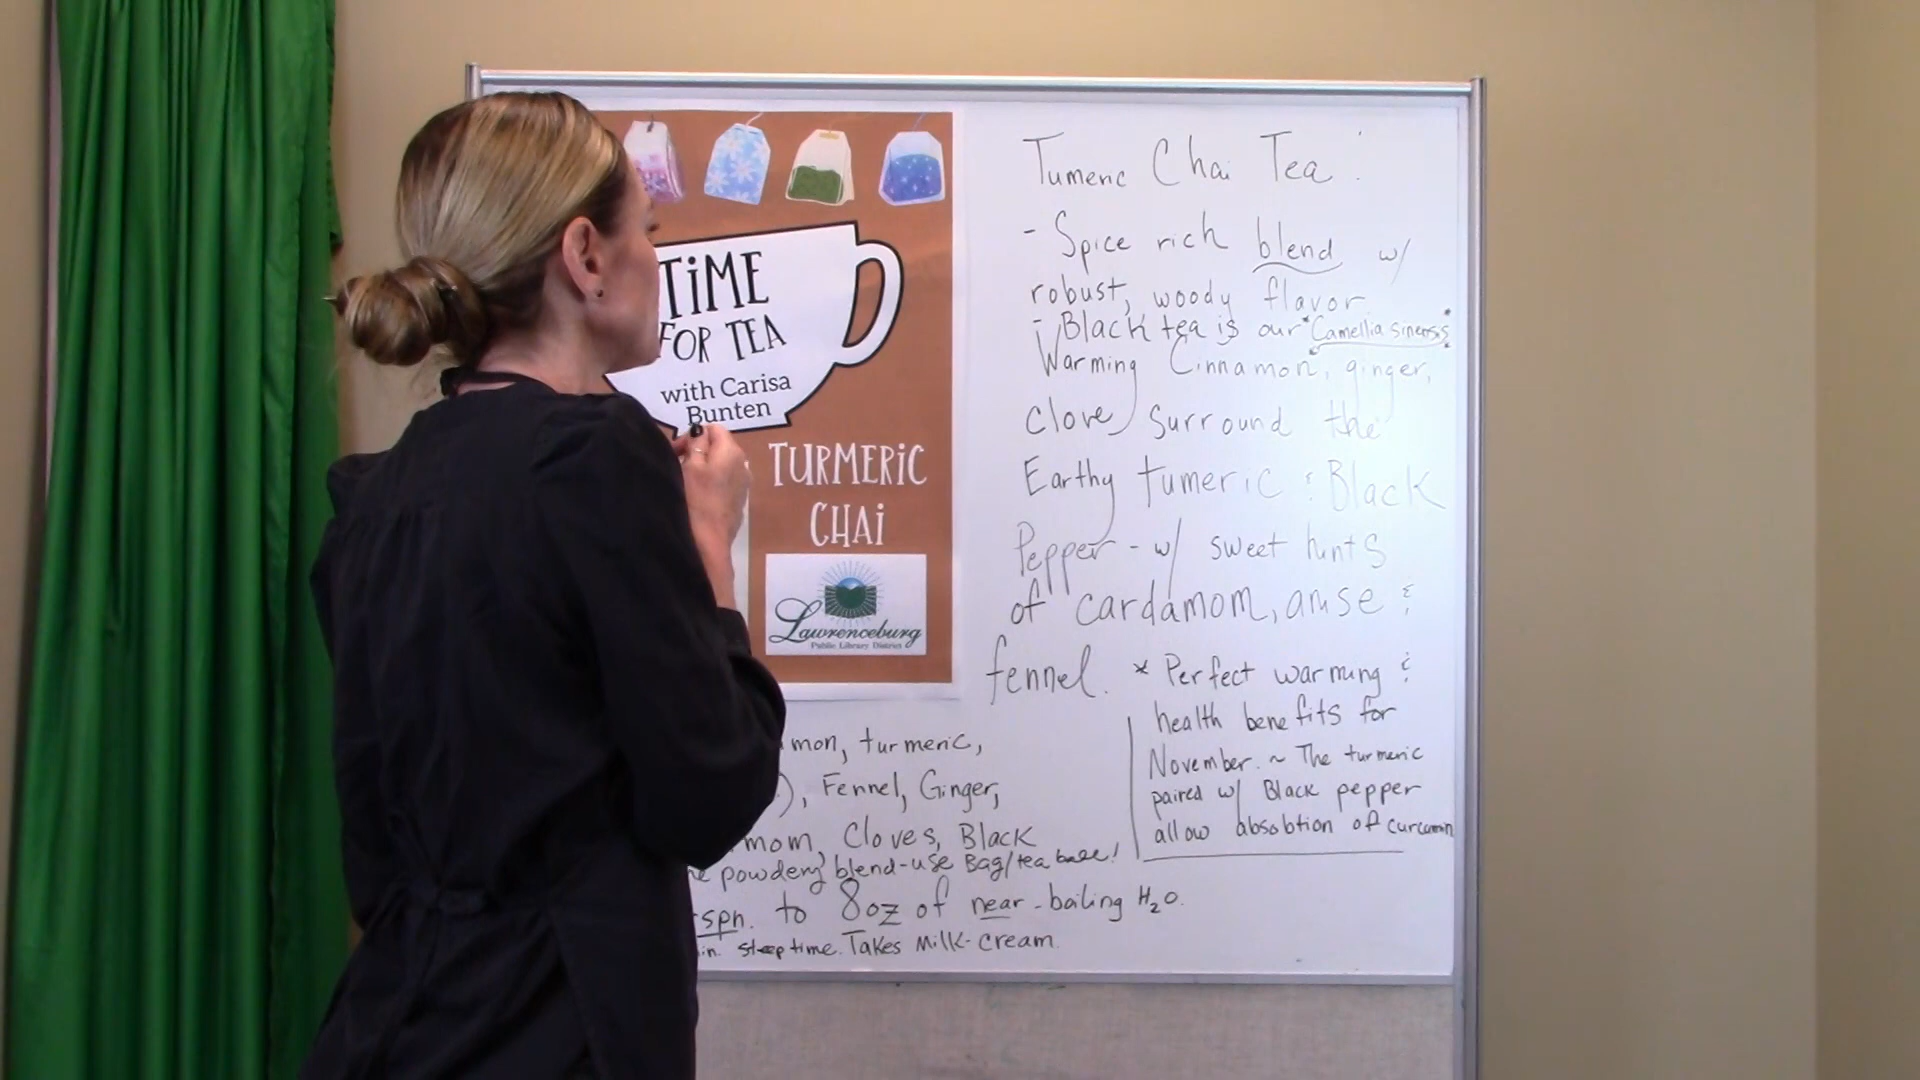 TiME
FOR TEA
with Carisa
Bunten
TURMERiC
CHAi
Lawrenceburg
Public Library District
Tumeric Chai Tea :
- Spice rich blend w/
robust, woody flavor
- Black tea is our *Camellia sinensis*
Warming Cinnamon, ginger,
Clove surround the
Earthy tumeric & Black
Pepper - w/ sweet hints
of cardamom, anise &
fennel.
* Perfect warming &
health benefits for
November. ~ The turmeric
paired w/ Black pepper
allow absobtion of curcumin
mon, turmeric,
), Fennel, Ginger,
mom, Cloves, Black
powdery blend-use Bag/tea base!
spn. to 8oz of near-boiling H2O.
in. steep time. Takes Milk-cream.